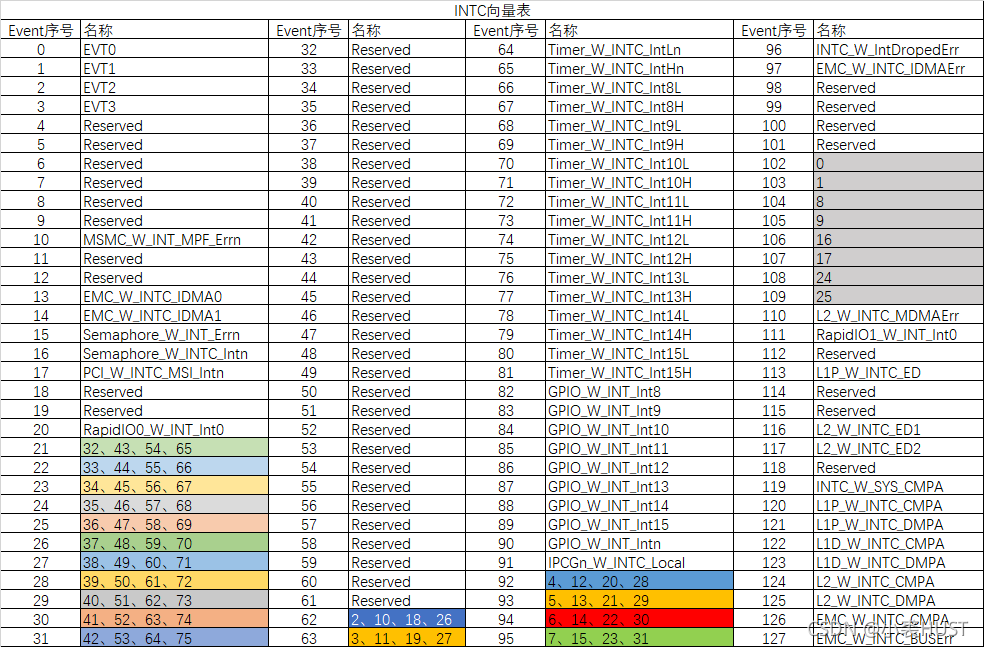 INTC向量表
Event序号 名称 Event序号 名称 Event序号 名称 Event序号 名称
0 EVT0 32 Reserved 64 Timer_W_INTC_IntLn 96 INTC_W_IntDropedErr
1 EVT1 33 Reserved 65 Timer_W_INTC_IntHn 97 EMC_W_INTC_IDMAErr
2 EVT2 34 Reserved 66 Timer_W_INTC_Int8L 98 Reserved
3 EVT3 35 Reserved 67 Timer_W_INTC_Int8H 99 Reserved
4 Reserved 36 Reserved 68 Timer_W_INTC_Int9L 100 Reserved
5 Reserved 37 Reserved 69 Timer_W_INTC_Int9H 101 Reserved
6 Reserved 38 Reserved 70 Timer_W_INTC_Int10L 102 0
7 Reserved 39 Reserved 71 Timer_W_INTC_Int10H 103 1
8 Reserved 40 Reserved 72 Timer_W_INTC_Int11L 104 8
9 Reserved 41 Reserved 73 Timer_W_INTC_Int11H 105 9
10 MSMC_W_INT_MPF_Errn 42 Reserved 74 Timer_W_INTC_Int12L 106 16
11 Reserved 43 Reserved 75 Timer_W_INTC_Int12H 107 17
12 Reserved 44 Reserved 76 Timer_W_INTC_Int13L 108 24
13 EMC_W_INTC_IDMA0 45 Reserved 77 Timer_W_INTC_Int13H 109 25
14 EMC_W_INTC_IDMA1 46 Reserved 78 Timer_W_INTC_Int14L 110 L2_W_INTC_MDMAErr
15 Semaphore_W_INT_Errn 47 Reserved 79 Timer_W_INTC_Int14H 111 RapidIO1_W_INT_Int0
16 Semaphore_W_INTC_Intn 48 Reserved 80 Timer_W_INTC_Int15L 112 Reserved
17 PCI_W_INTC_MSI_Intn 49 Reserved 81 Timer_W_INTC_Int15H 113 L1P_W_INTC_ED
18 Reserved 50 Reserved 82 GPIO_W_INT_Int8 114 Reserved
19 Reserved 51 Reserved 83 GPIO_W_INT_Int9 115 Reserved
20 RapidIO0_W_INT_Int0 52 Reserved 84 GPIO_W_INT_Int10 116 L2_W_INTC_ED1
21 32、43、54、65 53 Reserved 85 GPIO_W_INT_Int11 117 L2_W_INTC_ED2
22 33、44、55、66 54 Reserved 86 GPIO_W_INT_Int12 118 Reserved
23 34、45、56、67 55 Reserved 87 GPIO_W_INT_Int13 119 INTC_W_SYS_CMPA
24 35、46、57、68 56 Reserved 88 GPIO_W_INT_Int14 120 L1P_W_INTC_CMPA
25 36、47、58、69 57 Reserved 89 GPIO_W_INT_Int15 121 L1P_W_INTC_DMPA
26 37、48、59、70 58 Reserved 90 GPIO_W_INT_Intn 122 L1D_W_INTC_CMPA
27 38、49、60、71 59 Reserved 91 IPCGn_W_INTC_Local 123 L1D_W_INTC_DMPA
28 39、50、61、72 60 Reserved 92 4、12、20、28 124 L2_W_INTC_CMPA
29 40、51、62、73 61 Reserved 93 5、13、21、29 125 L2_W_INTC_DMPA
30 41、52、63、74 62 2、10、18、26 94 6、14、22、30 126 EMC_W_INTC_CMPA
31 42、53、64、75 63 3、11、19、27 95 7、15、23、31 127 EMC_W_INTC_BUSErr